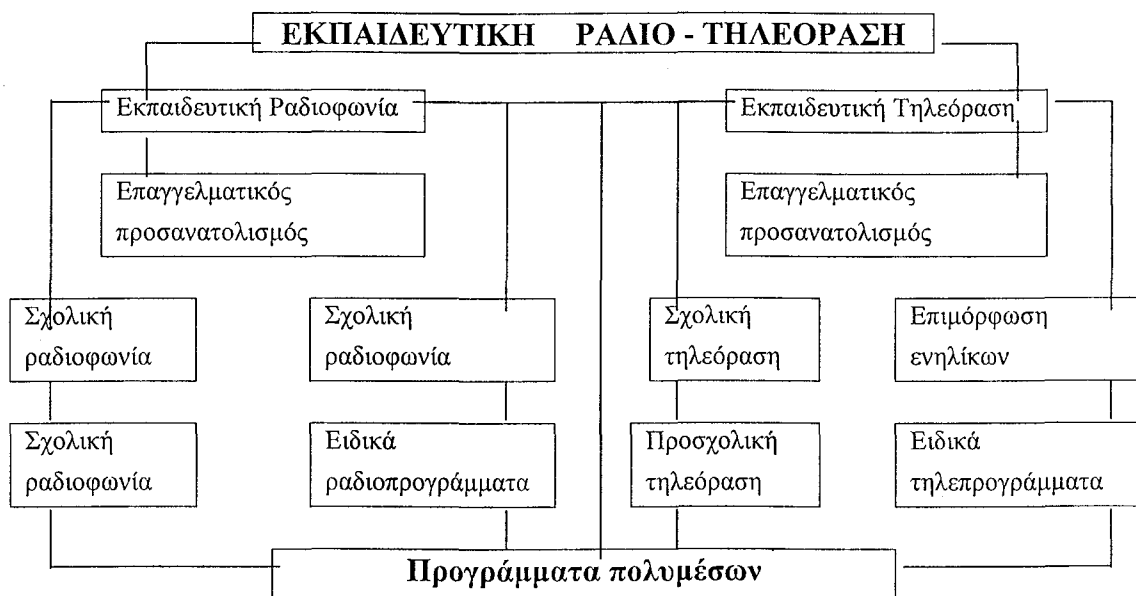 ΕΚΠΑΙΔΕΥΤΙΚΗ ΡΑΔΙΟ - ΤΗΛΕΟΡΑΣΗ
Εκπαιδευτική Ραδιοφωνία
Εκπαιδευτική Τηλεόραση
Επαγγελματικός
προσανατολισμός
Επαγγελματικός
προσανατολισμός
Σχολική
ραδιοφωνία
Σχολική
ραδιοφωνία
Σχολική
τηλεόραση
Επιμόρφωση
ενηλίκων
Σχολική
ραδιοφωνία
Ειδικά
ραδιοπρογράμματα
Προσχολική
τηλεόραση
Ειδικά
τηλεπρογράμματα
Προγράμματα πολυμέσων